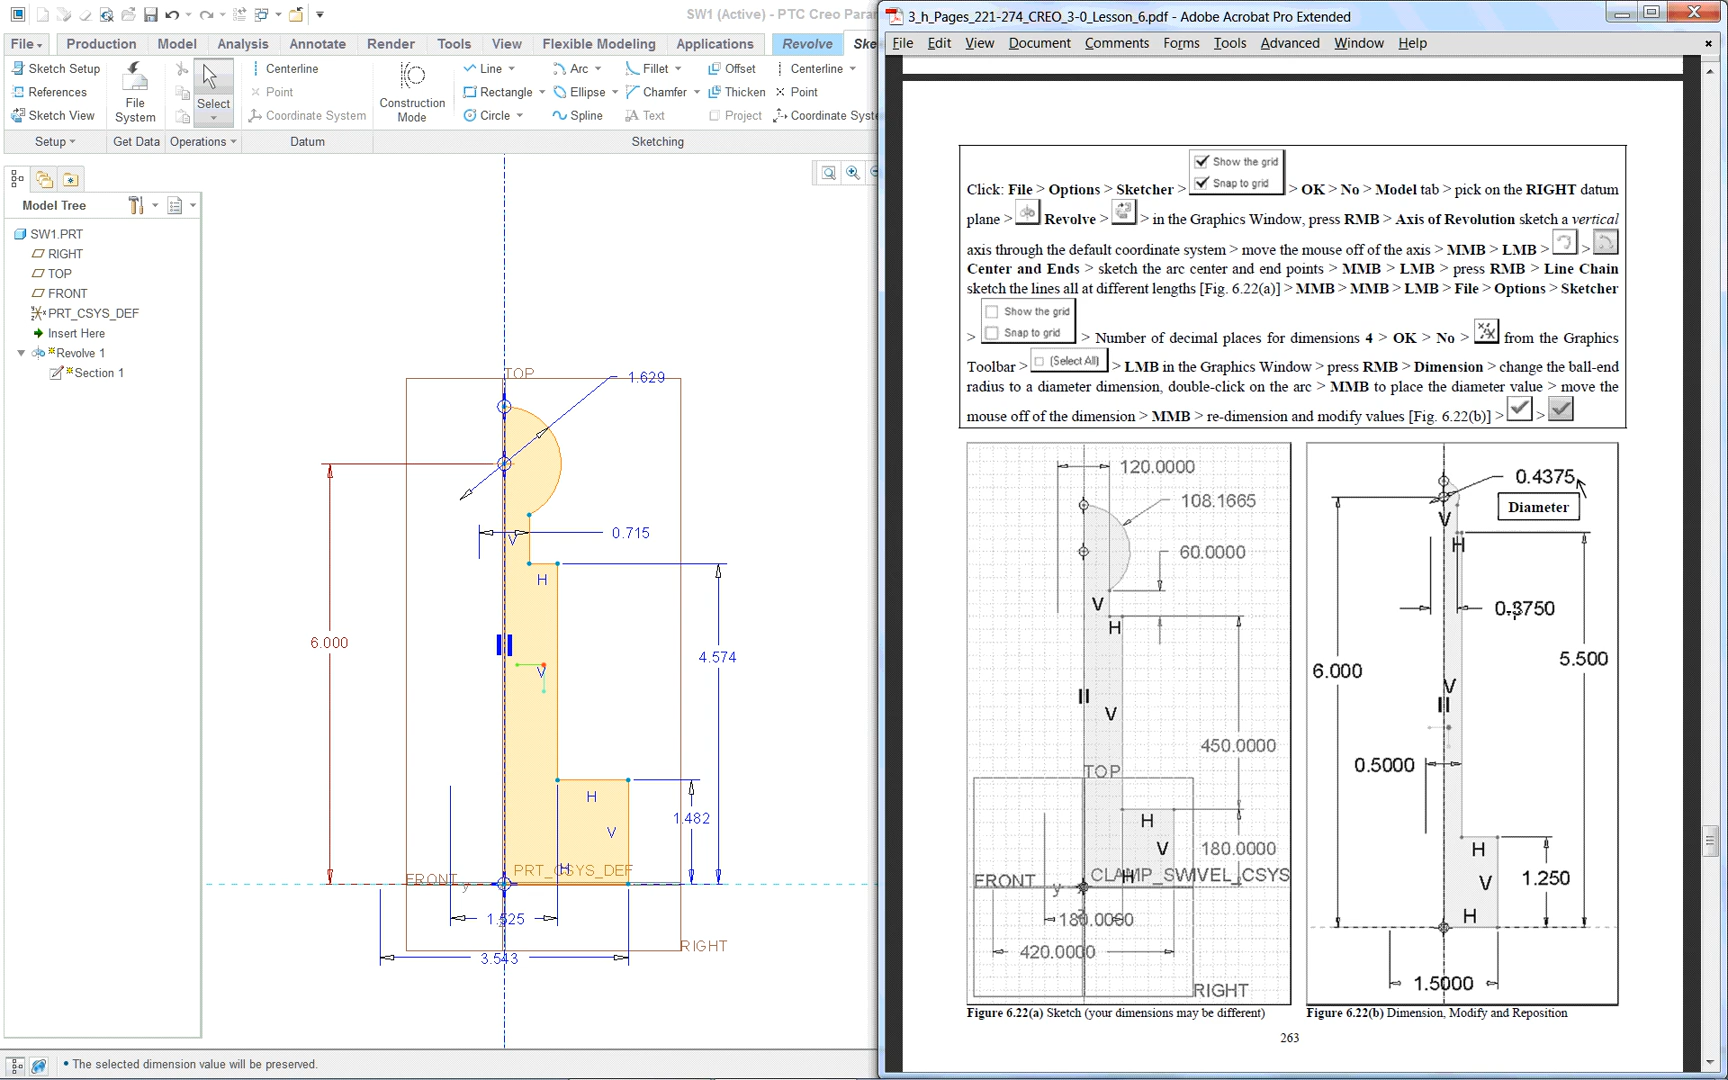 SW1 (Active) - PTC Creo Para
File Production Model Analysis Annotate Render Tools View Flexible Modeling Applications Revolve Ske
Sketch Setup
References
Sketch View
Setup
File System
Get Data
Select
Operations
Centerline
Point
Coordinate System
Datum
Construction Mode
Line Arc Fillet Offset Centerline
Rectangle Ellipse Chamfer Thicken Point
Circle Spline Text Project Coordinate Syste
Sketching
Model Tree
SW1.PRT
RIGHT
TOP
FRONT
PRT_CSYS_DEF
Insert Here
Revolve 1
Section 1
TOP
1.629
0.715
V
H
6.000
4.574
V
H
1.482
V
PRT_CSYS_DEF
H
FRONT y
1.525
RIGHT
3.543
• The selected dimension value will be preserved.
3_h_Pages_221-274_CREO_3-0_Lesson_6.pdf - Adobe Acrobat Pro Extended
File Edit View Document Comments Forms Tools Advanced Window Help
Show the grid
Snap to grid
Click: File > Options > Sketcher > > OK > No > Model tab > pick on the RIGHT datum
plane > Revolve > > in the Graphics Window, press RMB > Axis of Revolution sketch a vertical
axis through the default coordinate system > move the mouse off of the axis > MMB > LMB > >
Center and Ends > sketch the arc center and end points > MMB > LMB > press RMB > Line Chain
sketch the lines all at different lengths [Fig. 6.22(a)] > MMB > MMB > LMB > File > Options > Sketcher
Show the grid
Snap to grid
> > Number of decimal places for dimensions 4 > OK > No > from the Graphics
Toolbar > (Select All) > LMB in the Graphics Window > press RMB > Dimension > change the ball-end
radius to a diameter dimension, double-click on the arc > MMB to place the diameter value > move the
mouse off of the dimension > MMB > re-dimension and modify values [Fig. 6.22(b)] > >
120.0000
108.1665
60.0000
V
H
V
450.0000
TOP
H
V
180.0000
CLAMP_SWIVEL_CSYS
H
FRONT y
180.0000
420.0000
RIGHT
Figure 6.22(a) Sketch (your dimensions may be different)
0.4375
Diameter
V
H
0.3750
5.500
6.000
V
0.5000
H
V
1.250
H
1.5000
Figure 6.22(b) Dimension, Modify and Reposition
263